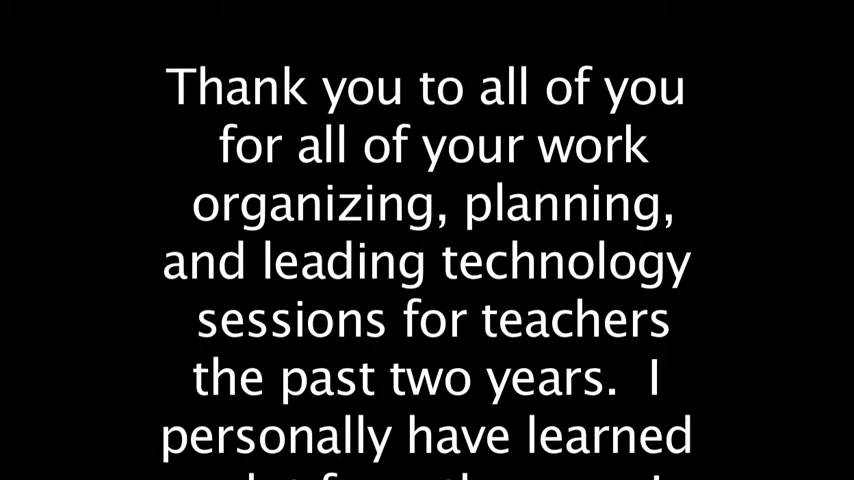 Thank you to all of you
for all of your work
organizing, planning,
and leading technology
sessions for teachers
the past two years.  I
personally have learned